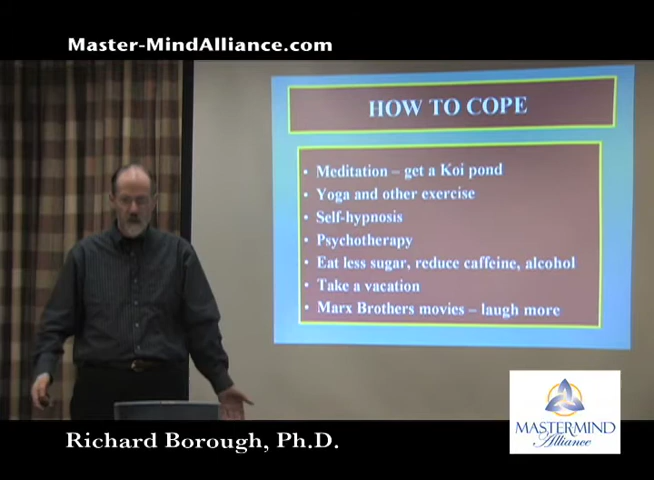 Master-MindAlliance.com
HOW TO COPE
• Meditation – get a Koi pond
• Yoga and other exercise
• Self-hypnosis
• Psychotherapy
• Eat less sugar, reduce caffeine, alcohol
• Take a vacation
• Marx Brothers movies – laugh more
MASTERMIND
Alliance
Richard Borough, Ph.D.